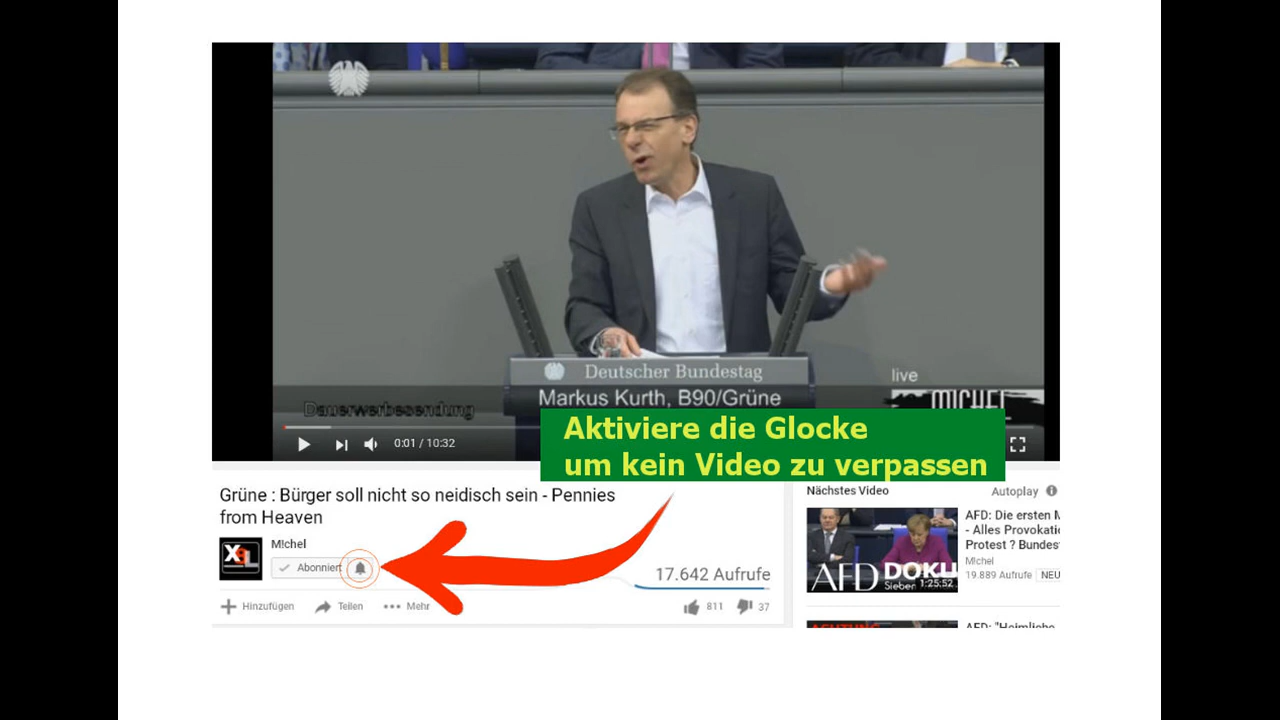 Deutscher Bundestag
live
Markus Kurth, B90/Grüne
MICHEL
Dauerwerbesendung
Aktiviere die Glocke
um kein Video zu verpassen
0:01 / 10:32
Grüne : Bürger soll nicht so neidisch sein - Pennies
from Heaven
M!chel
Abonniert
17.642 Aufrufe
Hinzufügen
Teilen
Mehr
811
37
Nächstes Video
Autoplay
AFD
DOKU
Sieben
1:25:52
AFD: Die ersten
- Alles Provokati
Protest ? Bundes
M!chel
19.889 Aufrufe
NEU
ACHTUNG
AFD: "Heimliche